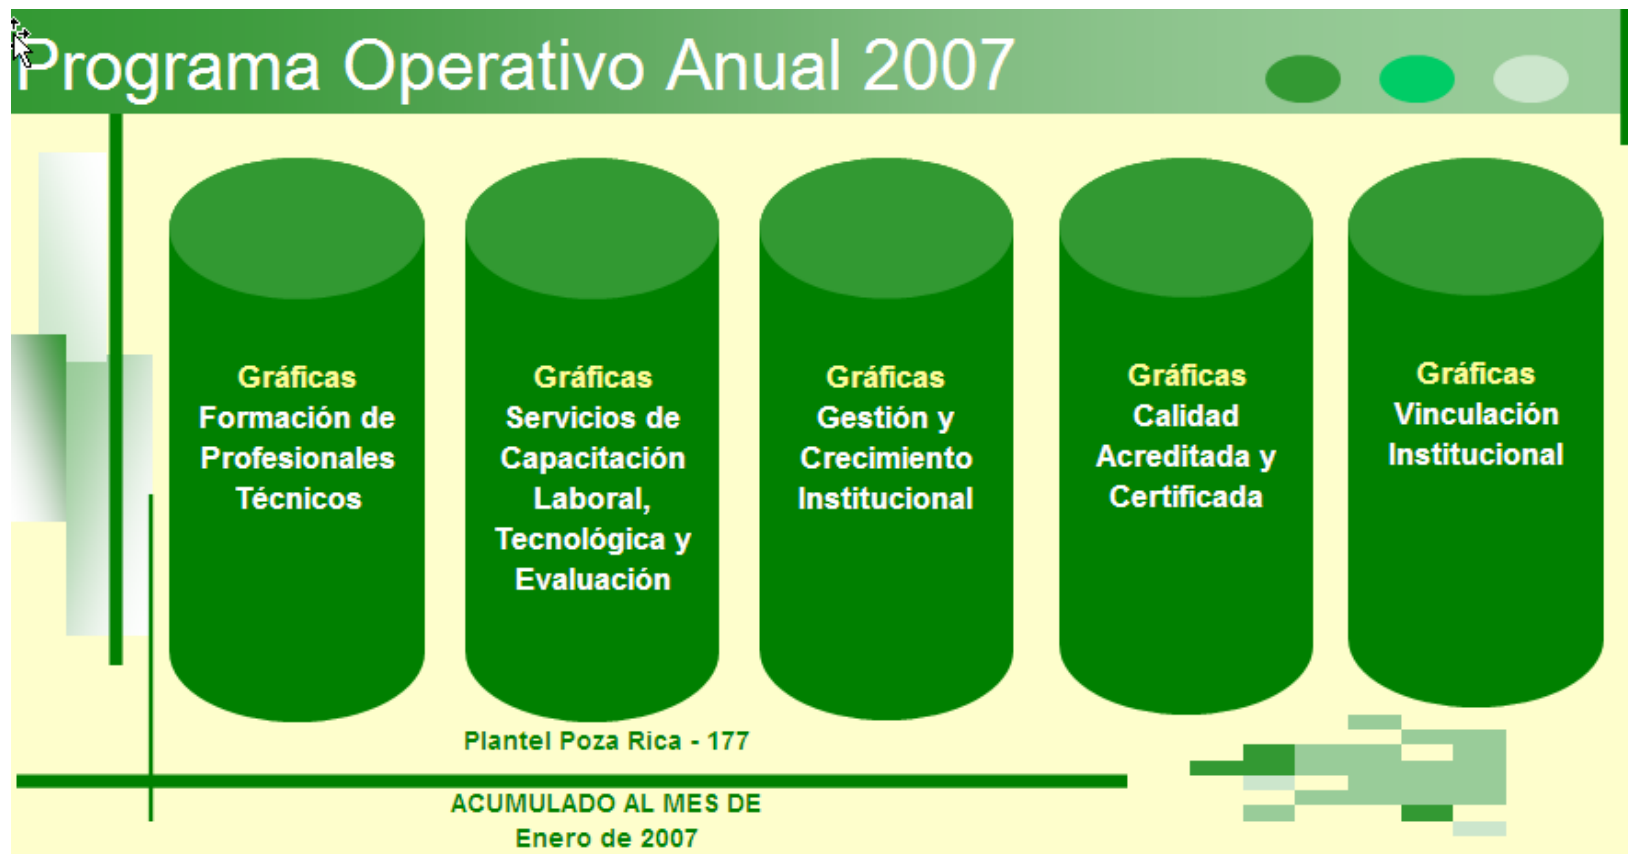 Programa Operativo Anual 2007
Gráficas
Formación de
Profesionales
Técnicos
Gráficas
Servicios de
Capacitación
Laboral,
Tecnológica y
Evaluación
Gráficas
Gestión y
Crecimiento
Institucional
Gráficas
Calidad
Acreditada y
Certificada
Gráficas
Vinculación
Institucional
Plantel Poza Rica - 177
ACUMULADO AL MES DE
Enero de 2007